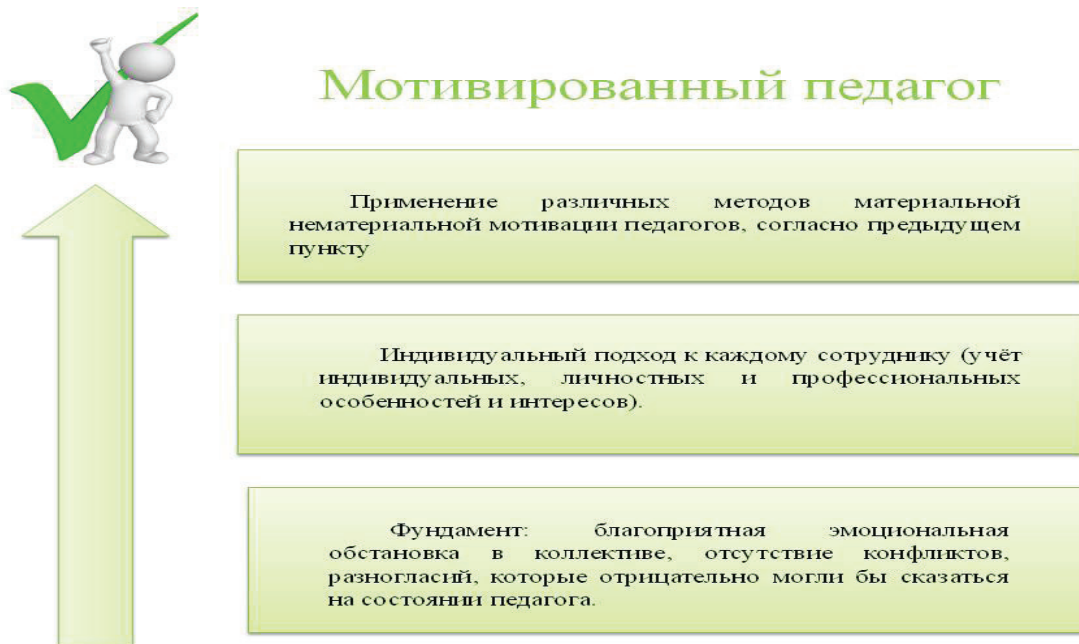 Мотивированный педагог
Применение различных методов материальной
нематериальной мотивации педагогов, согласно предыдущем
пункту
Индивидуальный подход к каждому сотруднику (учёт
индивидуальных, личностных и профессиональных
особенностей и интересов).
Фундамент: благоприятная эмоциональная
обстановка в коллективе, отсутствие конфликтов,
разногласий, которые отрицательно могли бы сказаться
на состоянии педагога.